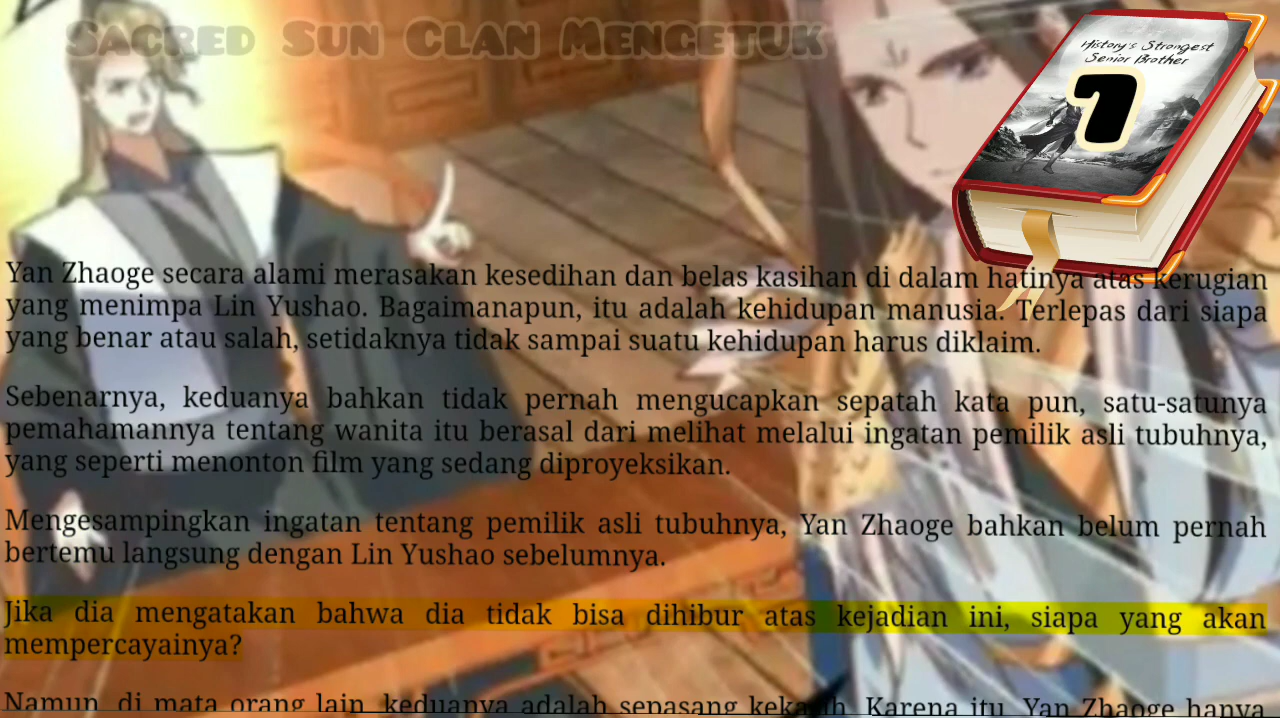 Sacred Sun Clan Mengetuk
History's Strongest
Senior Brother
7
Yan Zhaoge secara alami merasakan kesedihan dan belas kasihan di dalam hatinya atas kerugian
yang menimpa Lin Yushao. Bagaimanapun, itu adalah kehidupan manusia. Terlepas dari siapa
yang benar atau salah, setidaknya tidak sampai suatu kehidupan harus diklaim.
Sebenarnya, keduanya bahkan tidak pernah mengucapkan sepatah kata pun, satu-satunya
pemahamannya tentang wanita itu berasal dari melihat melalui ingatan pemilik asli tubuhnya,
yang seperti menonton film yang sedang diproyeksikan.
Mengesampingkan ingatan tentang pemilik asli tubuhnya, Yan Zhaoge bahkan belum pernah
bertemu langsung dengan Lin Yushao sebelumnya.
Jika dia mengatakan bahwa dia tidak bisa dihibur atas kejadian ini, siapa yang akan
mempercayainya?
Namun, di mata orang lain, keduanya adalah sepasang kekasih. Karena itu, Yan Zhaoge hanya